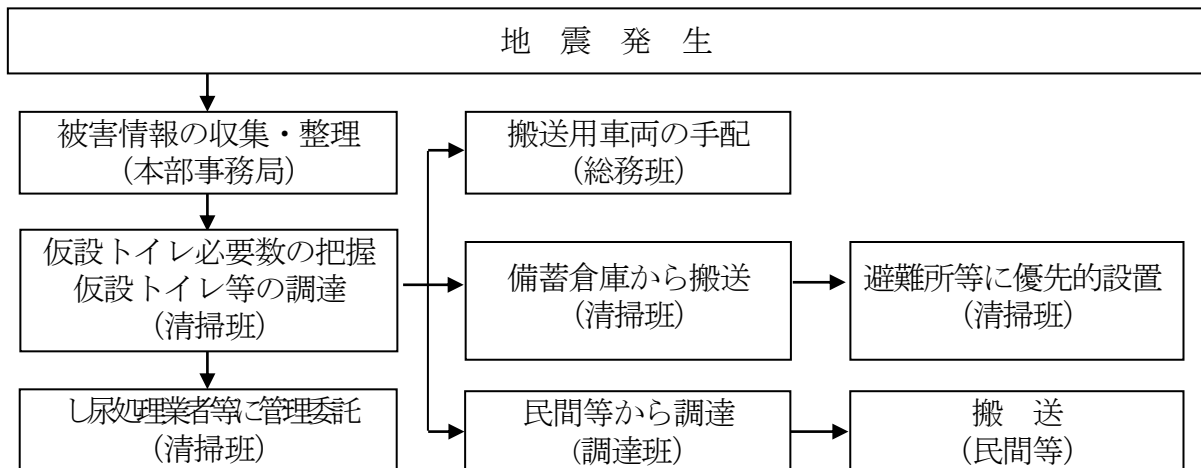 地　震　発　生
被害情報の収集・整理
（本部事務局）
搬送用車両の手配
（総務班）
仮設トイレ必要数の把握
仮設トイレ等の調達
（清掃班）
備蓄倉庫から搬送
（清掃班）
避難所等に優先的設置
（清掃班）
し尿処理業者等に管理委託
（清掃班）
民間等から調達
（調達班）
搬　送
（民間等）